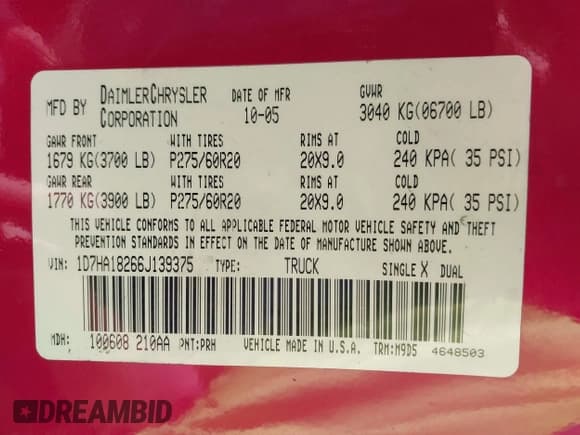 MFD BY DAIMLERCHRYSLER CORPORATION DATE OF MFR 10-05 GVWR 3040 KG(06700 LB)
GAWR FRONT WITH TIRES RIMS AT COLD
1679 KG(3700 LB) P275/60R20 20X9.0 240 KPA( 35 PSI)
GAWR REAR WITH TIRES RIMS AT COLD
1770 KG(3900 LB) P275/60R20 20X9.0 240 KPA( 35 PSI)
THIS VEHICLE CONFORMS TO ALL APPLICABLE FEDERAL MOTOR VEHICLE SAFETY AND THEFT
PREVENTION STANDARDS IN EFFECT ON THE DATE OF MANUFACTURE SHOWN ABOVE.
VIN: 1D7HA18266J139375 TYPE: TRUCK SINGLE X DUAL
MDH: 100608 210AA PNT:PRH VEHICLE MADE IN U.S.A. TRM:M9D5 4648503
DREAMBID